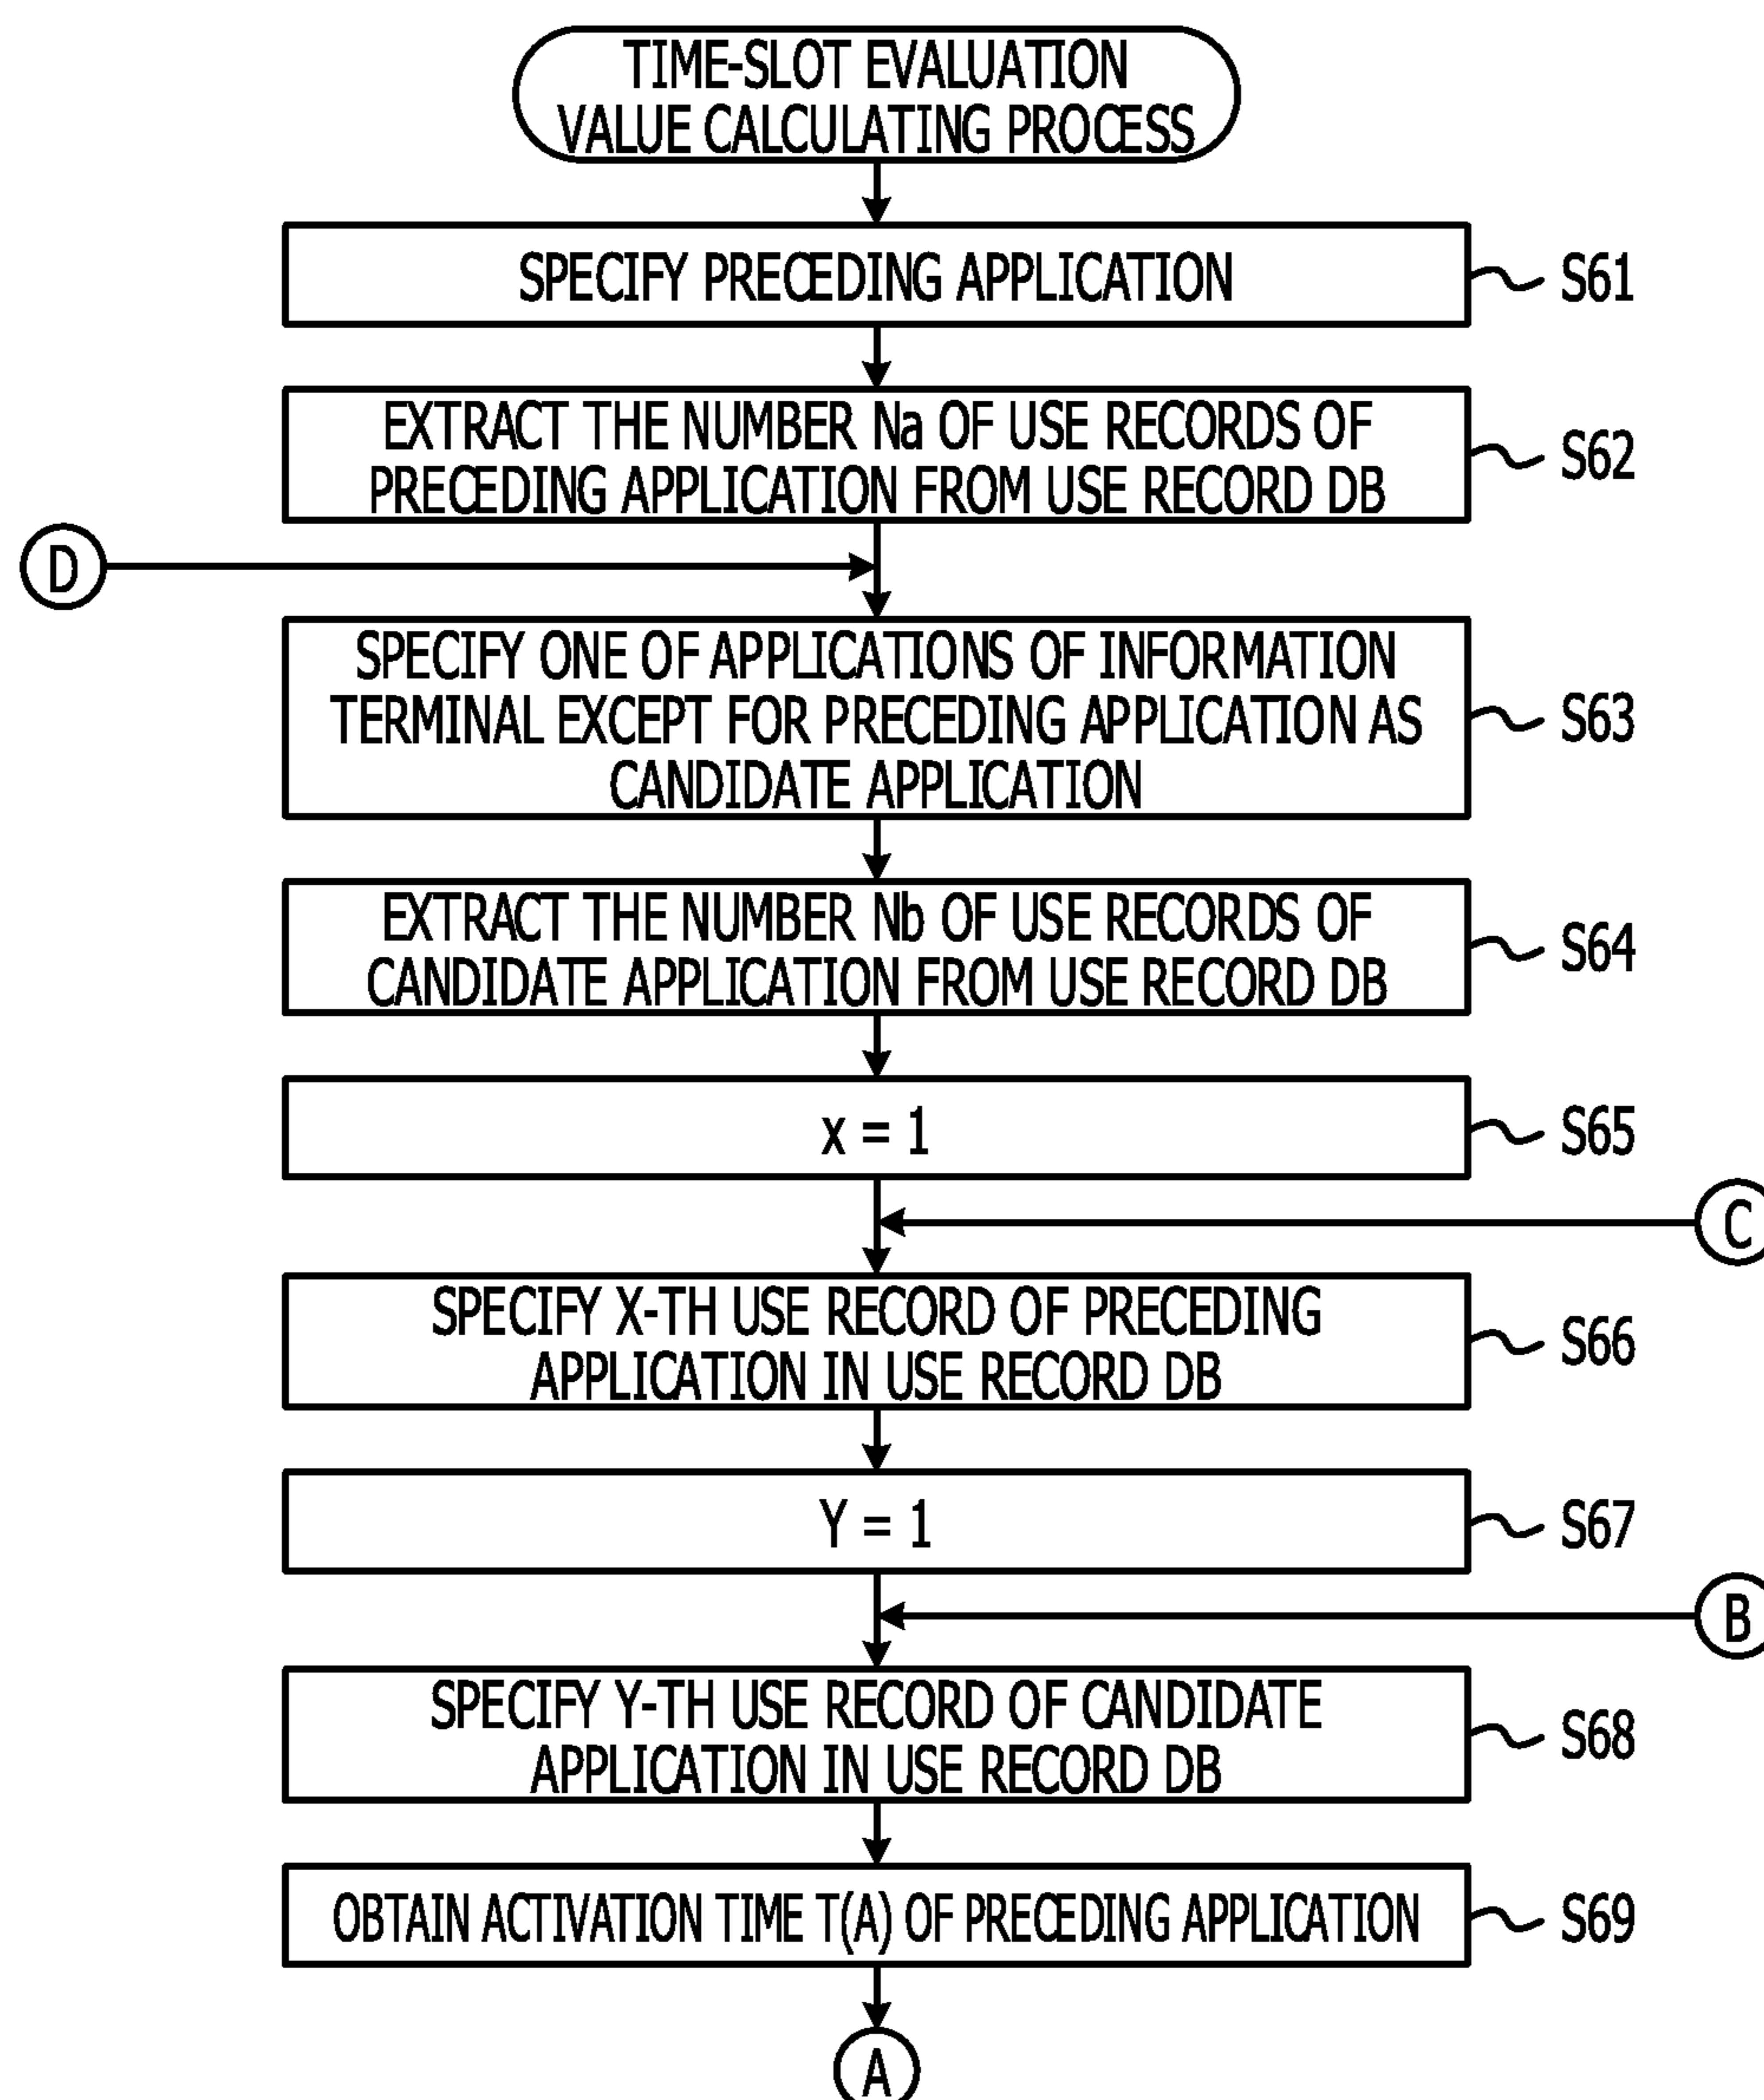 TIME-SLOT EVALUATION
VALUE CALCULATING PROCESS
SPECIFY PRECEDING APPLICATION
S61
EXTRACT THE NUMBER Na OF USE RECORDS OF
PRECEDING APPLICATION FROM USE RECORD DB
S62
D
SPECIFY ONE OF APPLICATIONS OF INFORMATION
TERMINAL EXCEPT FOR PRECEDING APPLICATION AS
CANDIDATE APPLICATION
S63
EXTRACT THE NUMBER Nb OF USE RECORDS OF
CANDIDATE APPLICATION FROM USE RECORD DB
S64
x = 1
S65
C
SPECIFY X-TH USE RECORD OF PRECEDING
APPLICATION IN USE RECORD DB
S66
Y = 1
S67
B
SPECIFY Y-TH USE RECORD OF CANDIDATE
APPLICATION IN USE RECORD DB
S68
OBTAIN ACTIVATION TIME T(A) OF PRECEDING APPLICATION
S69
A